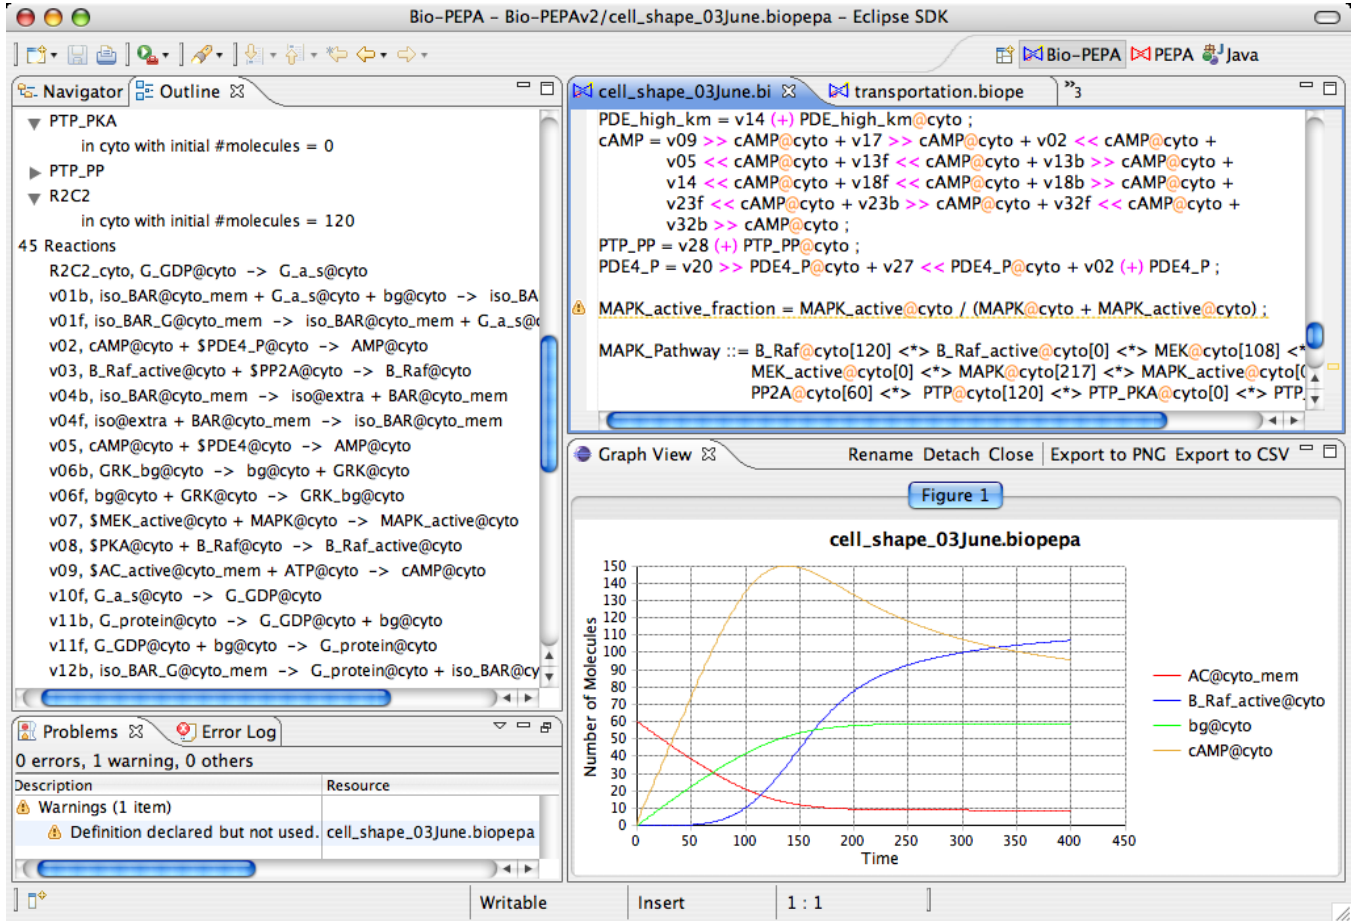 Bio-PEPA – Bio-PEPAv2/cell_shape_03June.biopepa – Eclipse SDK
Bio-PEPA PEPA Java
Navigator Outline
PTP_PKA
in cyto with initial #molecules = 0
PTP_PP
R2C2
in cyto with initial #molecules = 120
45 Reactions
R2C2_cyto, G_GDP@cyto -> G_a_s@cyto
v01b, iso_BAR@cyto_mem + G_a_s@cyto + bg@cyto -> iso_BA
v01f, iso_BAR_G@cyto_mem -> iso_BAR@cyto_mem + G_a_s@c
v02, cAMP@cyto + $PDE4_P@cyto -> AMP@cyto
v03, B_Raf_active@cyto + $PP2A@cyto -> B_Raf@cyto
v04b, iso_BAR@cyto_mem -> iso@extra + BAR@cyto_mem
v04f, iso@extra + BAR@cyto_mem -> iso_BAR@cyto_mem
v05, cAMP@cyto + $PDE4@cyto -> AMP@cyto
v06b, GRK_bg@cyto -> bg@cyto + GRK@cyto
v06f, bg@cyto + GRK@cyto -> GRK_bg@cyto
v07, $MEK_active@cyto + MAPK@cyto -> MAPK_active@cyto
v08, $PKA@cyto + B_Raf@cyto -> B_Raf_active@cyto
v09, $AC_active@cyto_mem + ATP@cyto -> cAMP@cyto
v10f, G_a_s@cyto -> G_GDP@cyto
v11b, G_protein@cyto -> G_GDP@cyto + bg@cyto
v11f, G_GDP@cyto + bg@cyto -> G_protein@cyto
v12b, iso_BAR_G@cyto_mem -> G_protein@cyto + iso_BAR@cy
Problems Error Log
0 errors, 1 warning, 0 others
Description Resource
Warnings (1 item)
Definition declared but not used. cell_shape_03June.biopepa
cell_shape_03June.bi transportation.biope »3
PDE_high_km = v14 (+) PDE_high_km@cyto ;
cAMP = v09 >> cAMP@cyto + v17 >> cAMP@cyto + v02 << cAMP@cyto +
v05 << cAMP@cyto + v13f << cAMP@cyto + v13b >> cAMP@cyto +
v14 << cAMP@cyto + v18f << cAMP@cyto + v18b >> cAMP@cyto +
v23f << cAMP@cyto + v23b >> cAMP@cyto + v32f << cAMP@cyto +
v32b >> cAMP@cyto ;
PTP_PP = v28 (+) PTP_PP@cyto ;
PDE4_P = v20 >> PDE4_P@cyto + v27 << PDE4_P@cyto + v02 (+) PDE4_P ;
MAPK_active_fraction = MAPK_active@cyto / (MAPK@cyto + MAPK_active@cyto) ;
MAPK_Pathway ::= B_Raf@cyto[120] <*> B_Raf_active@cyto[0] <*> MEK@cyto[108] <*
MEK_active@cyto[0] <*> MAPK@cyto[217] <*> MAPK_active@cyto[0
PP2A@cyto[60] <*> PTP@cyto[120] <*> PTP_PKA@cyto[0] <*> PTP_
Graph View Rename Detach Close Export to PNG Export to CSV
Figure 1
cell_shape_03June.biopepa
Number of Molecules
150
140
130
120
110
100
90
80
70
60
50
40
30
20
10
0
0 50 100 150 200 250 300 350 400 450
Time
AC@cyto_mem
B_Raf_active@cyto
bg@cyto
cAMP@cyto
Writable Insert 1 : 1